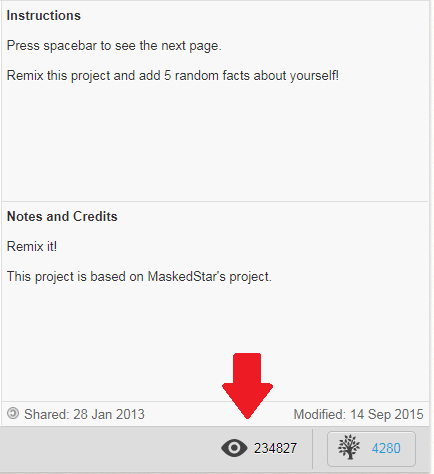 Instructions
Press spacebar to see the next page.
Remix this project and add 5 random facts about yourself!
Notes and Credits
Remix it!
This project is based on MaskedStar's project.
Shared: 28 Jan 2013 Modified: 14 Sep 2015
234827 4280